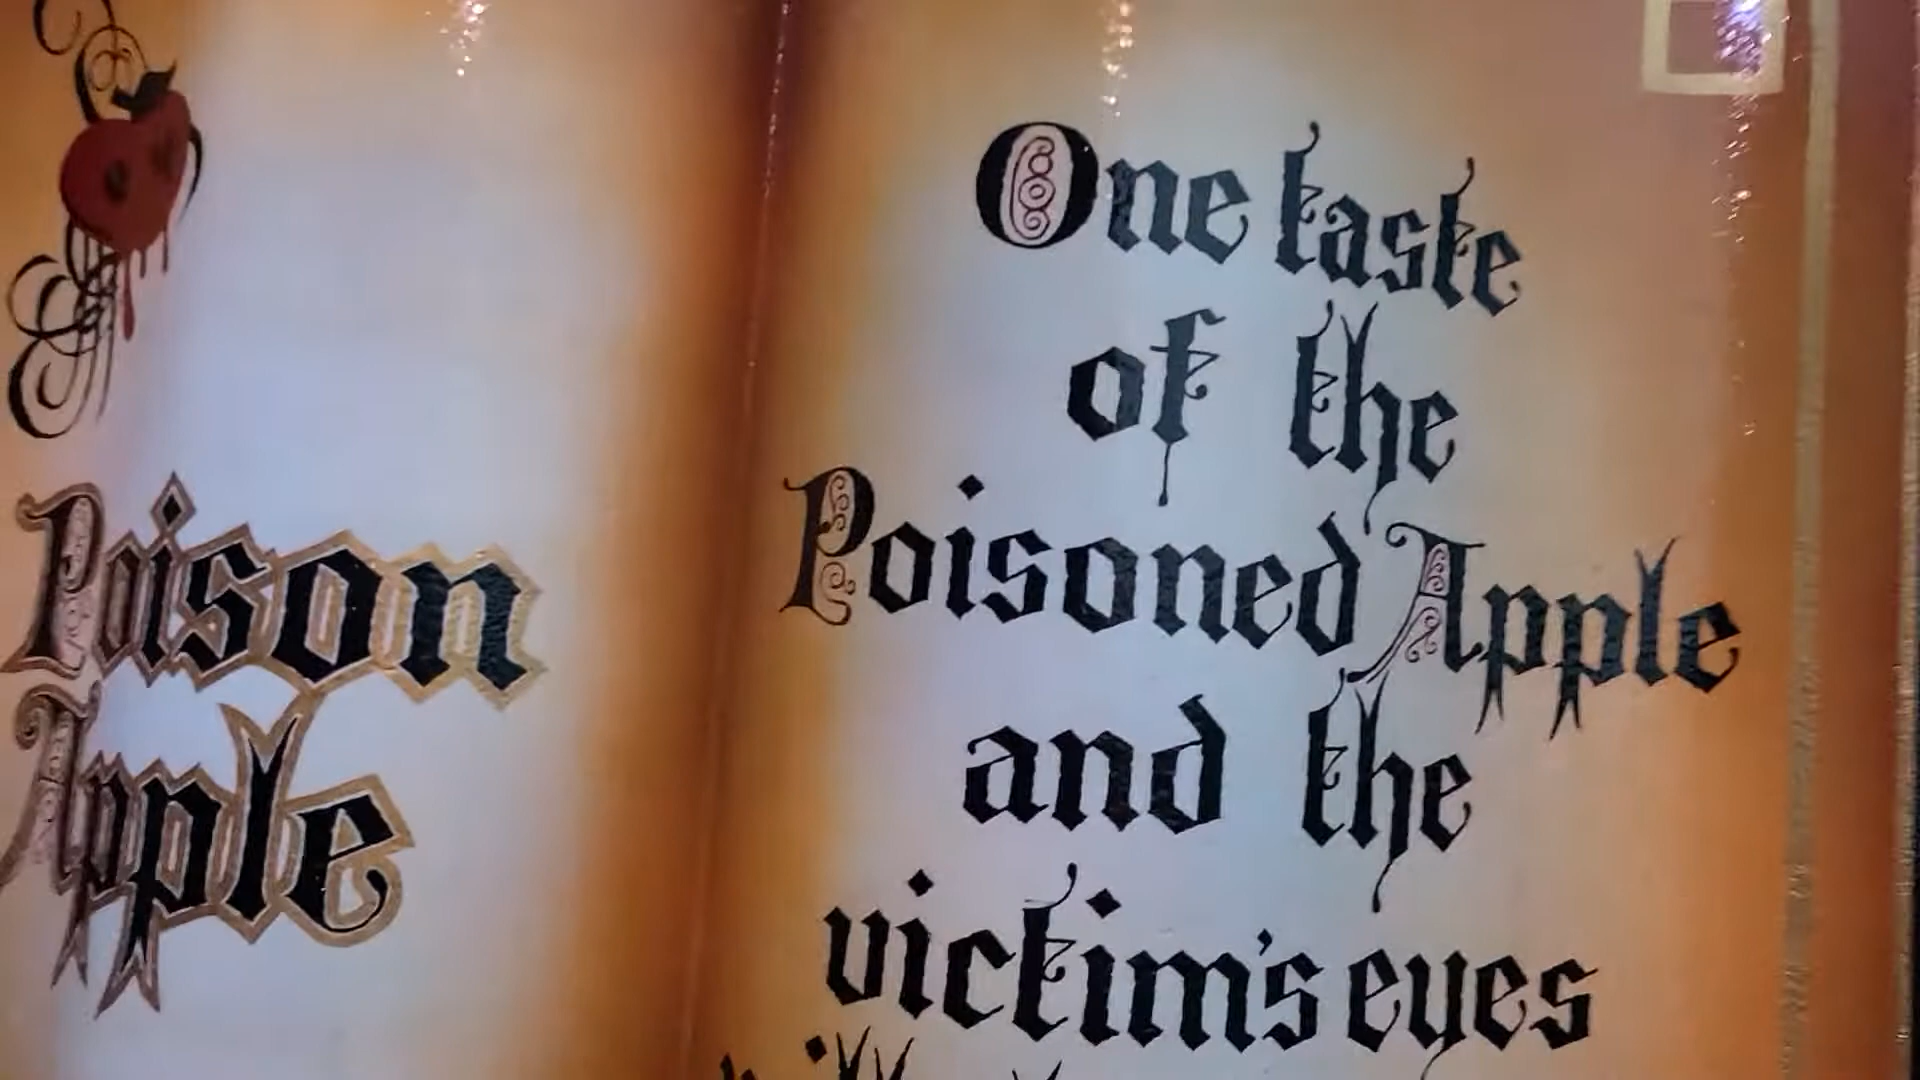 Poison
Apple
One taste
of the
Poisoned Apple
and the
victim's eyes